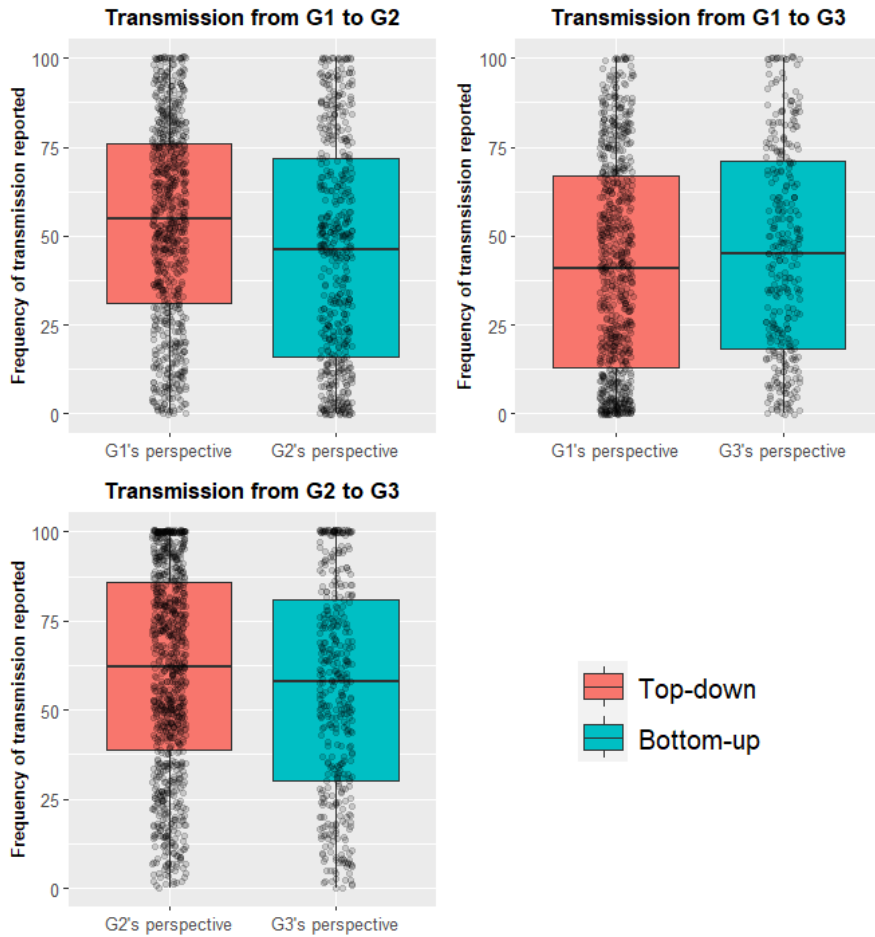 Transmission from G1 to G2
Frequency of transmsission reported
100
75
50
25
0
G1's perspective
G2's perspective
Transmission from G1 to G3
Frequency of transmsission reported
100
75
50
25
0
G1's perspective
G3's perspective
Transmission from G2 to G3
Frequency of transmission reported
100
75
50
25
0
G2's perspective
G3's perspective
Top-down
Bottom-up